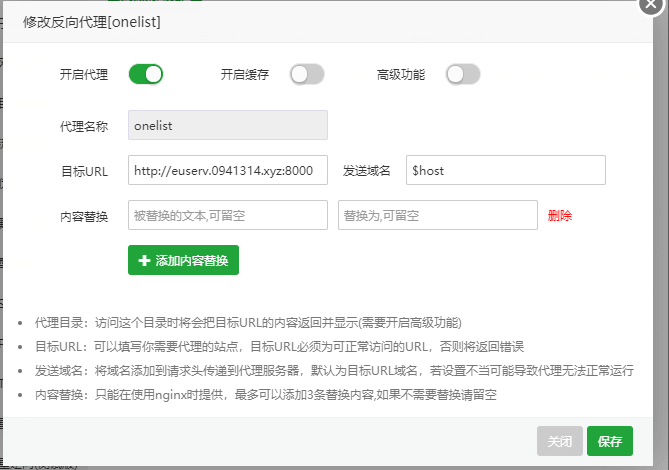 修改反向代理[onelist]
开启代理 开启缓存 高级功能
代理名称 onelist
目标URL http://euserv.0941314.xyz:8000 发送域名 $host
内容替换 被替换的文本,可留空 替换为,可留空 删除
添加内容替换
代理目录：访问这个目录时将会把目标URL的内容返回并显示(需要开启高级功能)
目标URL：可以填写你需要代理的站点，目标URL必须为可正常访问的URL，否则将返回错误
发送域名：将域名添加到请求头传递到代理服务器，默认为目标URL域名，若设置不当可能导致代理无法正常运行
内容替换：只能在使用nginx时提供，最多可以添加3条替换内容,如果不需要替换请留空
关闭 保存